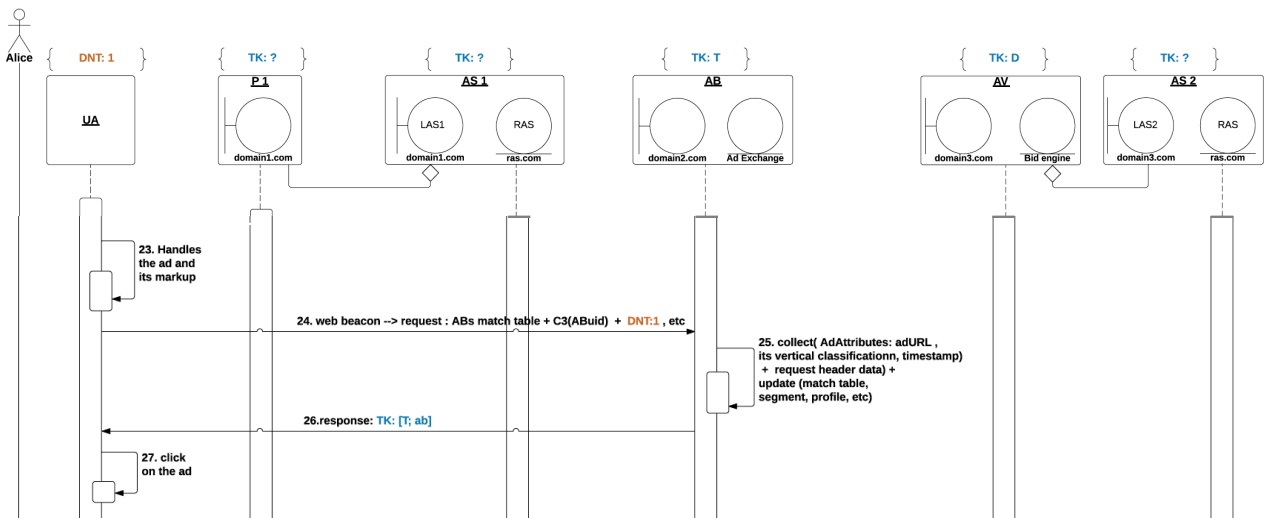 Alice
DNT: 1
TK: ?
TK: ?
TK: T
TK: D
TK: ?
UA
P 1
AS 1
AB
AV
AS 2
LAS1
RAS
LAS2
RAS
domain1.com
domain1.com
ras.com
domain2.com
Ad Exchange
domain3.com
Bid engine
domain3.com
ras.com
23. Handles
the ad and
its markup
24. web beacon --> request : ABs match table + C3(ABuid) + DNT:1 , etc
25. collect( AdAttributes: adURL ,
its vertical classificationn, timestamp)
+ request header data) +
update (match table,
segment, profile, etc)
26.response: TK: [T; ab]
27. click
on the ad